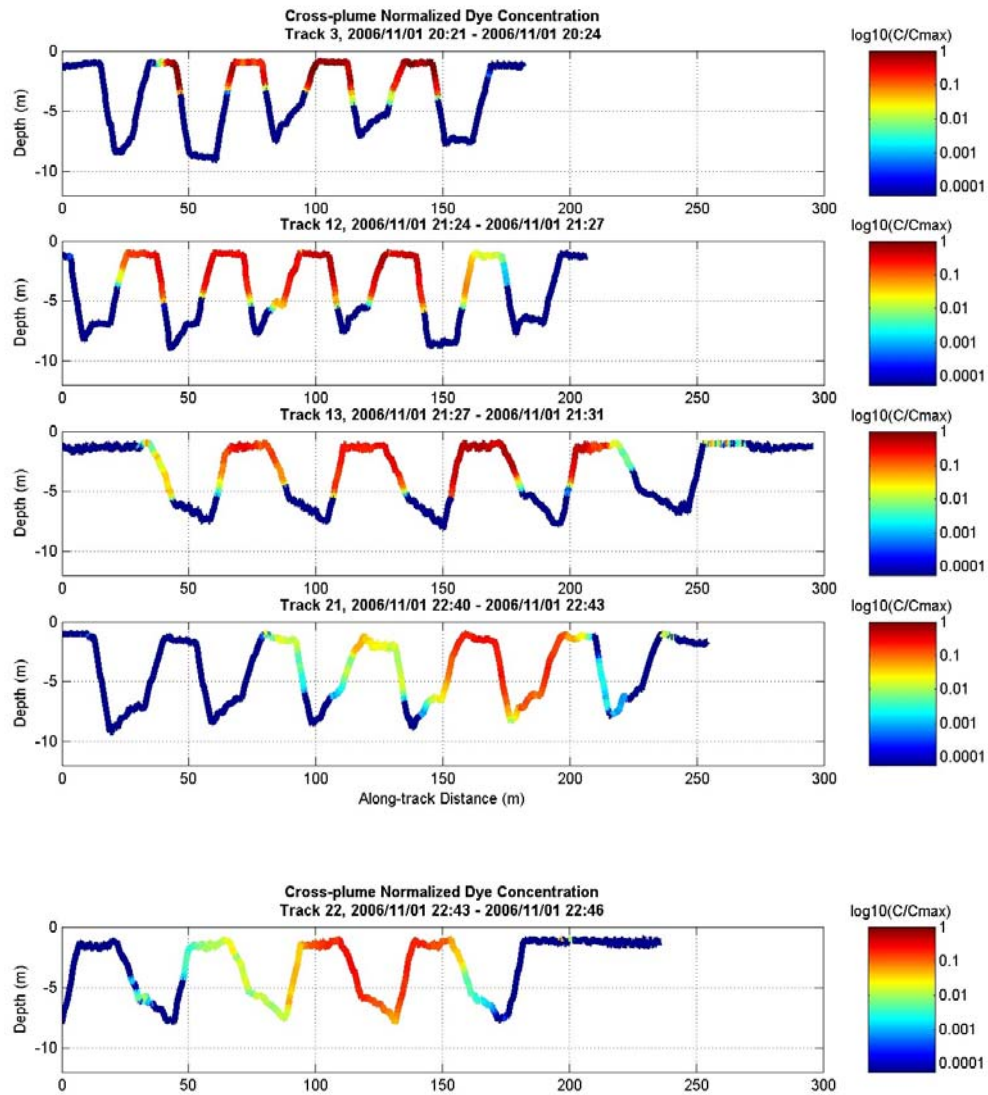 Cross-plume Normalized Dye Concentration
Track 3, 2006/11/01 20:21 - 2006/11/01 20:24
log10(C/Cmax)
0
-5
-10
Depth (m)
0 50 100 150 200 250 300
1
0.1
0.01
0.001
0.0001
Track 12, 2006/11/01 21:24 - 2006/11/01 21:27
log10(C/Cmax)
0
-5
-10
Depth (m)
0 50 100 150 200 250 300
1
0.1
0.01
0.001
0.0001
Track 13, 2006/11/01 21:27 - 2006/11/01 21:31
log10(C/Cmax)
0
-5
-10
Depth (m)
0 50 100 150 200 250 300
1
0.1
0.01
0.001
0.0001
Track 21, 2006/11/01 22:40 - 2006/11/01 22:43
log10(C/Cmax)
0
-5
-10
Depth (m)
0 50 100 150 200 250 300
Along-track Distance (m)
1
0.1
0.01
0.001
0.0001
Cross-plume Normalized Dye Concentration
Track 22, 2006/11/01 22:43 - 2006/11/01 22:46
log10(C/Cmax)
0
-5
-10
Depth (m)
0 50 100 150 200 250 300
1
0.1
0.01
0.001
0.0001